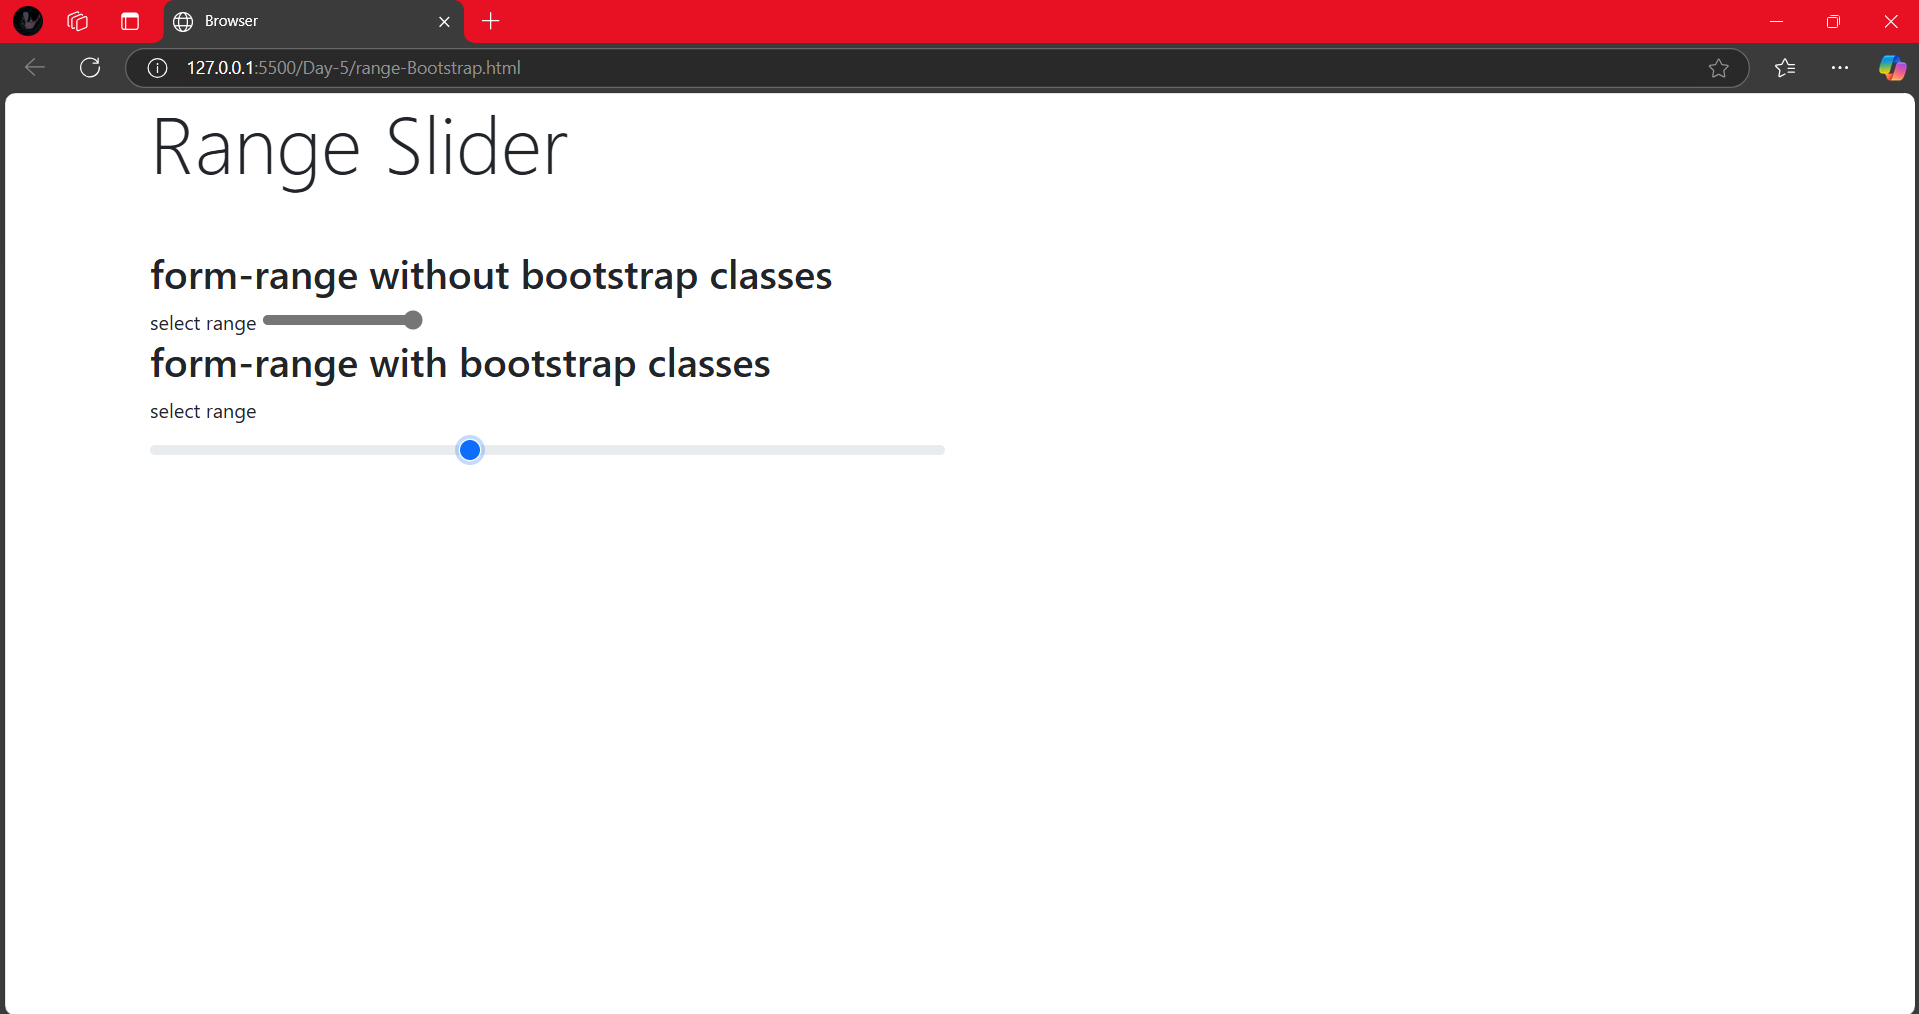 Browser
127.0.0.1:5500/Day-5/range-Bootstrap.html
Range Slider
form-range without bootstrap classes
select range
form-range with bootstrap classes
select range